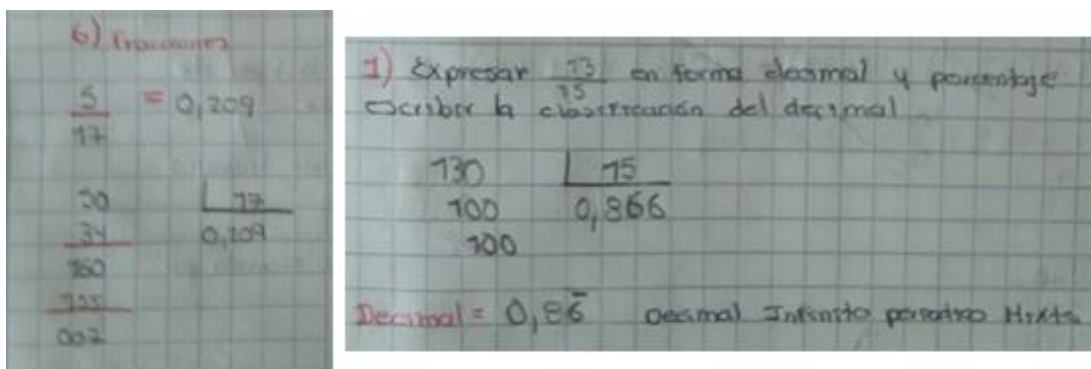 6) Fracciones
5 = 0,209
17
50 17
34 0,209
160
153
007
1) Expresar 13 en forma decimal y porcentaje
15
escribir la clasificación del decimal
130 15
100 0,866
100
Decimal = 0,86̅ Decimal Infinito periodico Mixto